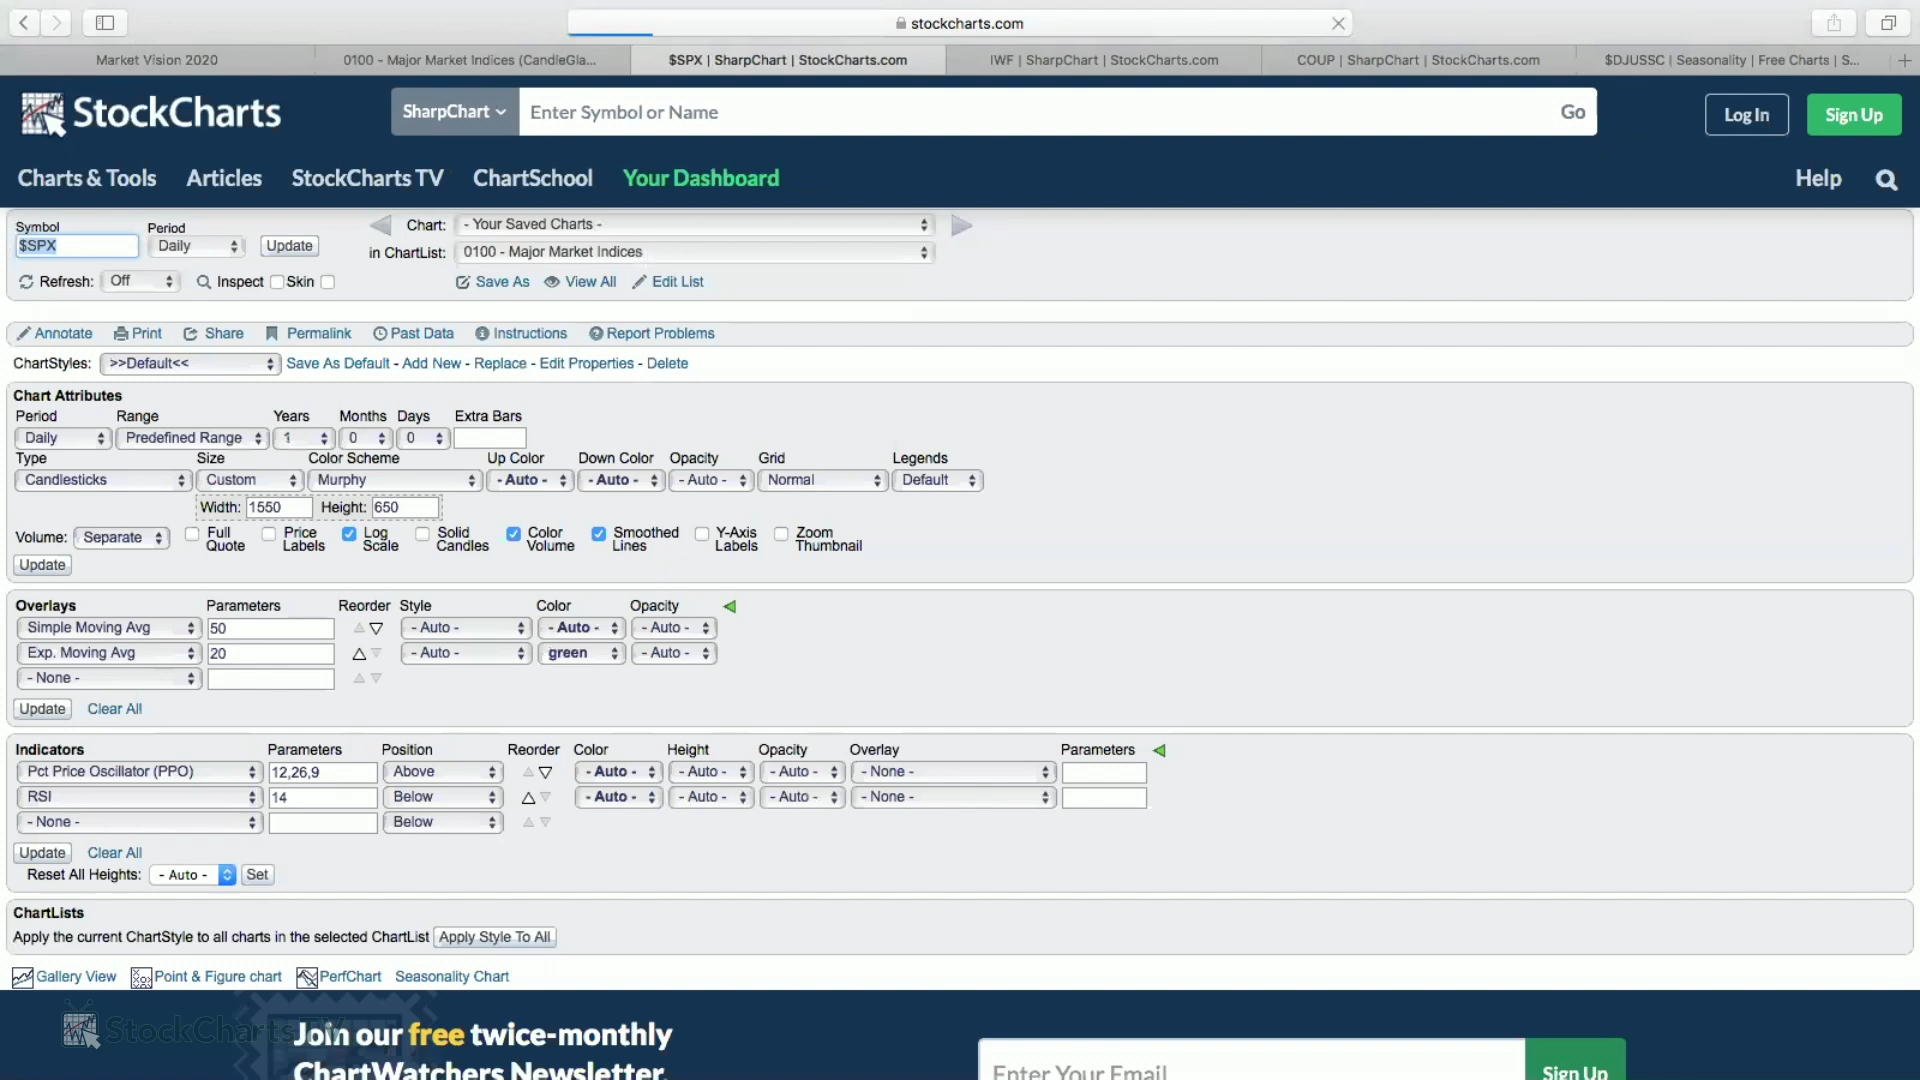 stockcharts.com
Market Vision 2020
0100 - Major Market Indices (CandleGla...
$SPX | SharpChart | StockCharts.com
IWF | SharpChart | StockCharts.com
COUP | SharpChart | StockCharts.com
$DJUSSC | Seasonality | Free Charts | S...
StockCharts
SharpChart
Enter Symbol or Name
Go
Log In
Sign Up
Charts & Tools
Articles
StockCharts TV
ChartSchool
Your Dashboard
Help
Symbol
Period
$SPX
Daily
Update
Chart:
- Your Saved Charts -
in ChartList:
0100 - Major Market Indices
Refresh: Off
Inspect
Skin
Save As
View All
Edit List
Annotate
Print
Share
Permalink
Past Data
Instructions
Report Problems
ChartStyles: >>Default<<
Save As Default - Add New - Replace - Edit Properties - Delete
Chart Attributes
Period Range Years Months Days Extra Bars
Daily Predefined Range 1 0 0
Type Size Color Scheme Up Color Down Color Opacity Grid Legends
Candlesticks Custom Murphy - Auto - - Auto - - Auto - Normal Default
Width: 1550 Height: 650
Volume: Separate
Full Quote
Price Labels
Log Scale
Solid Candles
Color Volume
Smoothed Lines
Y-Axis Labels
Zoom Thumbnail
Update
Overlays Parameters Reorder Style Color Opacity
Simple Moving Avg 50 - Auto - - Auto - - Auto -
Exp. Moving Avg 20 - Auto - green - Auto -
- None -
Update Clear All
Indicators Parameters Position Reorder Color Height Opacity Overlay Parameters
Pct Price Oscillator (PPO) 12,26,9 Above - Auto - - Auto - - Auto - - None -
RSI 14 Below - Auto - - Auto - - Auto - - None -
- None - Below
Update Clear All
Reset All Heights: - Auto - Set
ChartLists
Apply the current ChartStyle to all charts in the selected ChartList Apply Style To All
Gallery View
Point & Figure chart
PerfChart
Seasonality Chart
StockCharts TV
Join our free twice-monthly
ChartWatchers Newsletter.
Enter Your Email
Sign Up